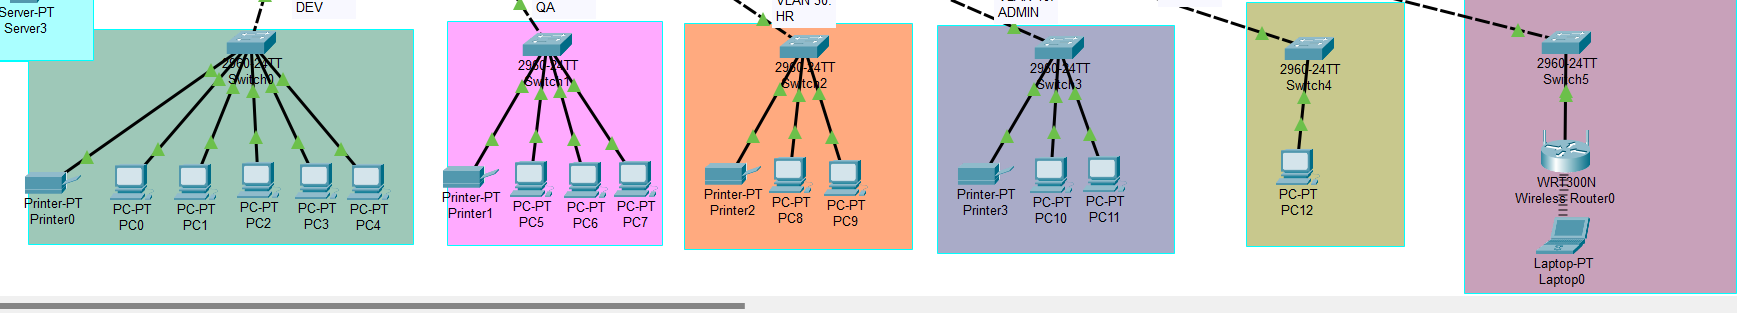 Server-PT
Server3
DEV
QA
VLAN 30:
HR
ADMIN
2960-24TT
Switch0
2960-24TT
Switch1
2960-24TT
Switch2
2960-24TT
Switch3
2960-24TT
Switch4
2960-24TT
Switch5
Printer-PT
Printer0
PC-PT
PC0
PC-PT
PC1
PC-PT
PC2
PC-PT
PC3
PC-PT
PC4
Printer-PT
Printer1
PC-PT
PC5
PC-PT
PC6
PC-PT
PC7
Printer-PT
Printer2
PC-PT
PC8
PC-PT
PC9
Printer-PT
Printer3
PC-PT
PC10
PC-PT
PC11
PC-PT
PC12
WRT300N
Wireless Router0
Laptop-PT
Laptop0